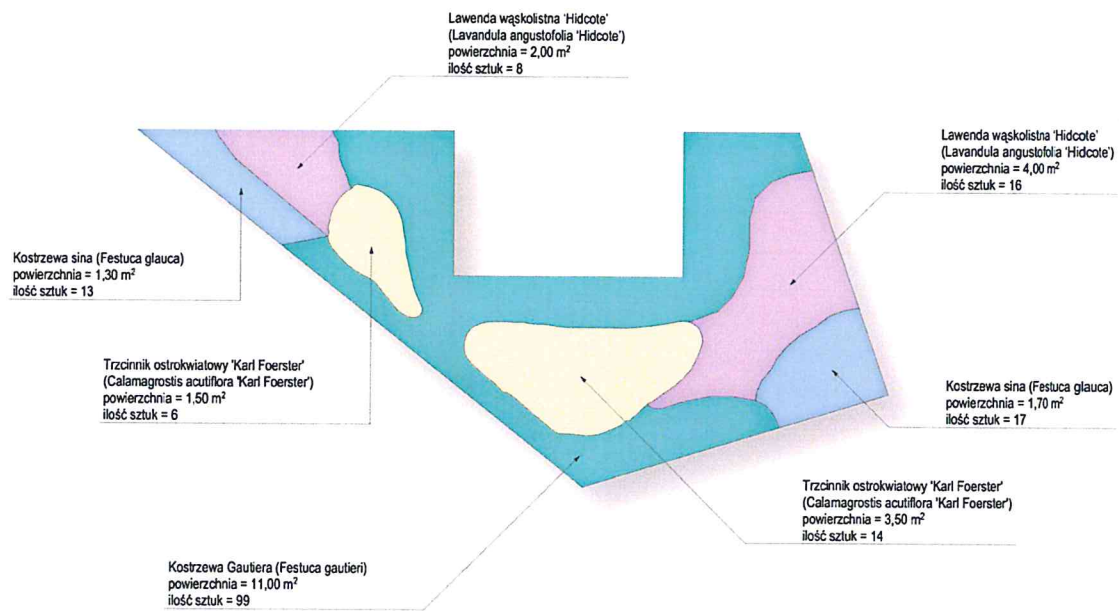 Lawenda wąskolistna 'Hidcote'
(Lavandula angustofolia 'Hidcote')
powierzchnia = 2,00 m²
ilość sztuk = 8
Lawenda wąskolistna 'Hidcote'
(Lavandula angustofolia 'Hidcote')
powierzchnia = 4,00 m²
ilość sztuk = 16
Kostrzewa sina (Festuca glauca)
powierzchnia = 1,30 m²
ilość sztuk = 13
Trzcinnik ostrokwiatowy 'Karl Foerster'
(Calamagrostis acutiflora 'Karl Foerster')
powierzchnia = 1,50 m²
ilość sztuk = 6
Kostrzewa sina (Festuca glauca)
powierzchnia = 1,70 m²
ilość sztuk = 17
Trzcinnik ostrokwiatowy 'Karl Foerster'
(Calamagrostis acutiflora 'Karl Foerster')
powierzchnia = 3,50 m²
ilość sztuk = 14
Kostrzewa Gautiera (Festuca gautieri)
powierzchnia = 11,00 m²
ilość sztuk = 99